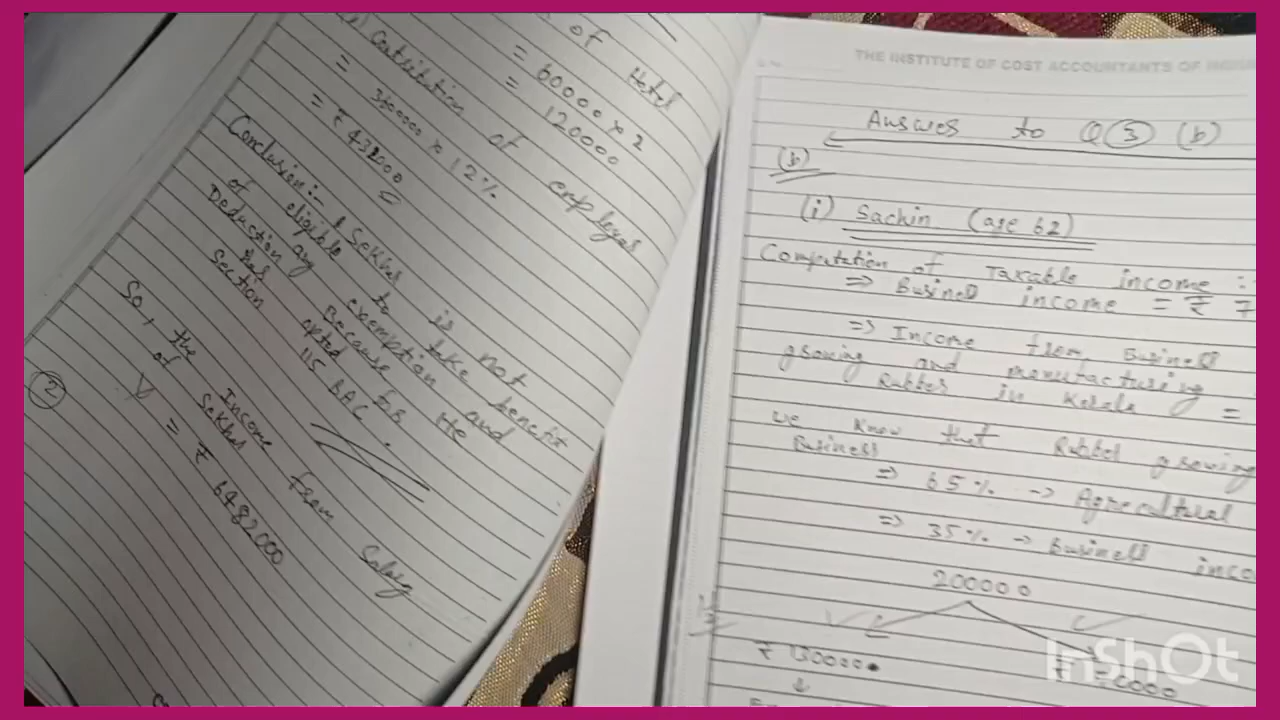 of Hotel
= 60000 x 2
= 120000
Contribution of employer
= 3600000 x 12%
= ₹ 432000
Conclusion:- Sekhar is Not
eligible to take benefit
of any exemption and
Deduction Because He
has opted for
Section 115 BAC.
So, the Income from Salary
of Sekhar
= ₹ 6482000
2
THE INSTITUTE OF COST ACCOUNTANTS OF
Answer to Q 3 (b)
(b)
(i) Sachin (age 62)
Computation of Taxable income :
⇒ Business income = ₹ 7
⇒ Income from Business
growing and manufacturing
Rubber in Kerala =
we know that Rubber growing
Business
⇒ 65% → Agricultural
⇒ 35% → Business inco
200000
₹ 130000
InShOt